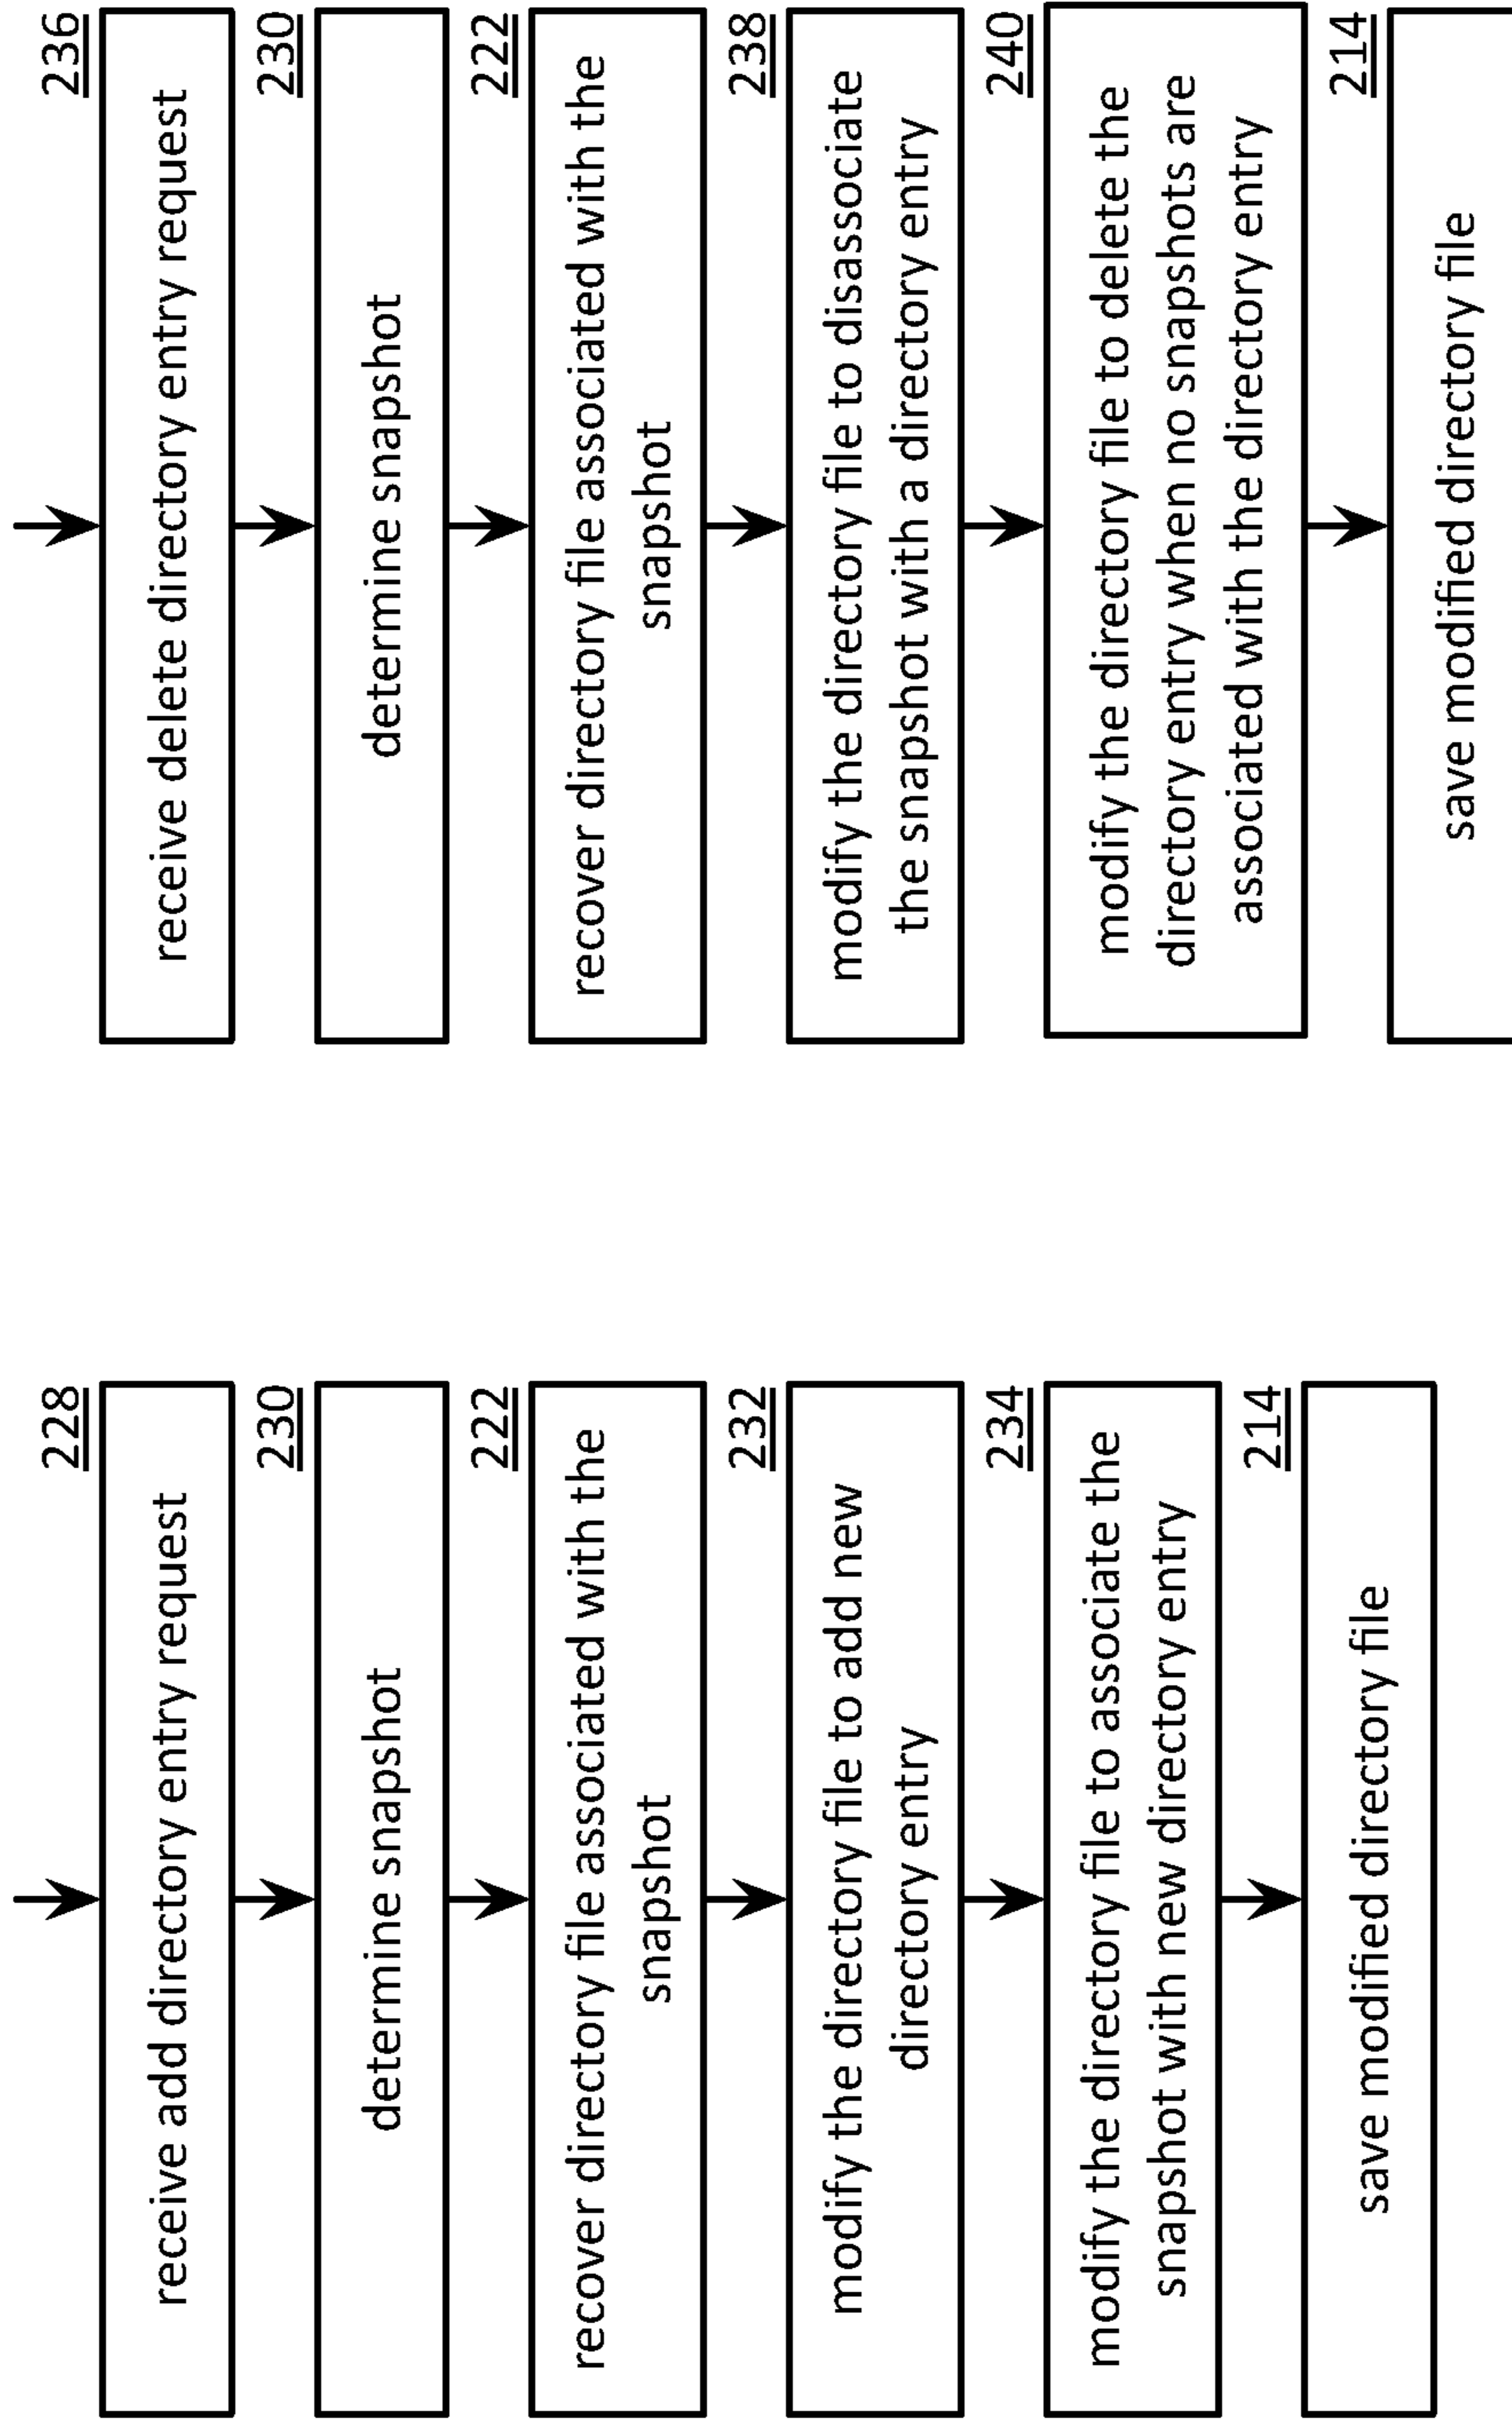 228
receive add directory entry request
230
determine snapshot
222
recover directory file associated with the
snapshot
232
modify the directory file to add new
directory entry
234
modify the directory file to associate the
snapshot with new directory entry
214
save modified directory file
236
receive delete directory entry request
230
determine snapshot
222
recover directory file associated with the
snapshot
238
modify the directory file to disassociate
the snapshot with a directory entry
240
modify the directory file to delete the
directory entry when no snapshots are
associated with the directory entry
214
save modified directory file